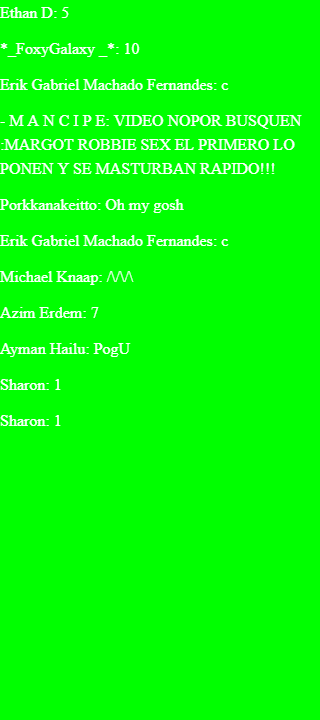 Ethan D: 5
*_FoxyGalaxy _*: 10
Erik Gabriel Machado Fernandes: c
- M A N C I P E: VIDEO NOPOR BUSQUEN
:MARGOT ROBBIE SEX EL PRIMERO LO
PONEN Y SE MASTURBAN RAPIDO!!!
Porkkanakeitto: Oh my gosh
Erik Gabriel Machado Fernandes: c
Michael Knaap: /\/\/\
Azim Erdem: 7
Ayman Hailu: PogU
Sharon: 1
Sharon: 1